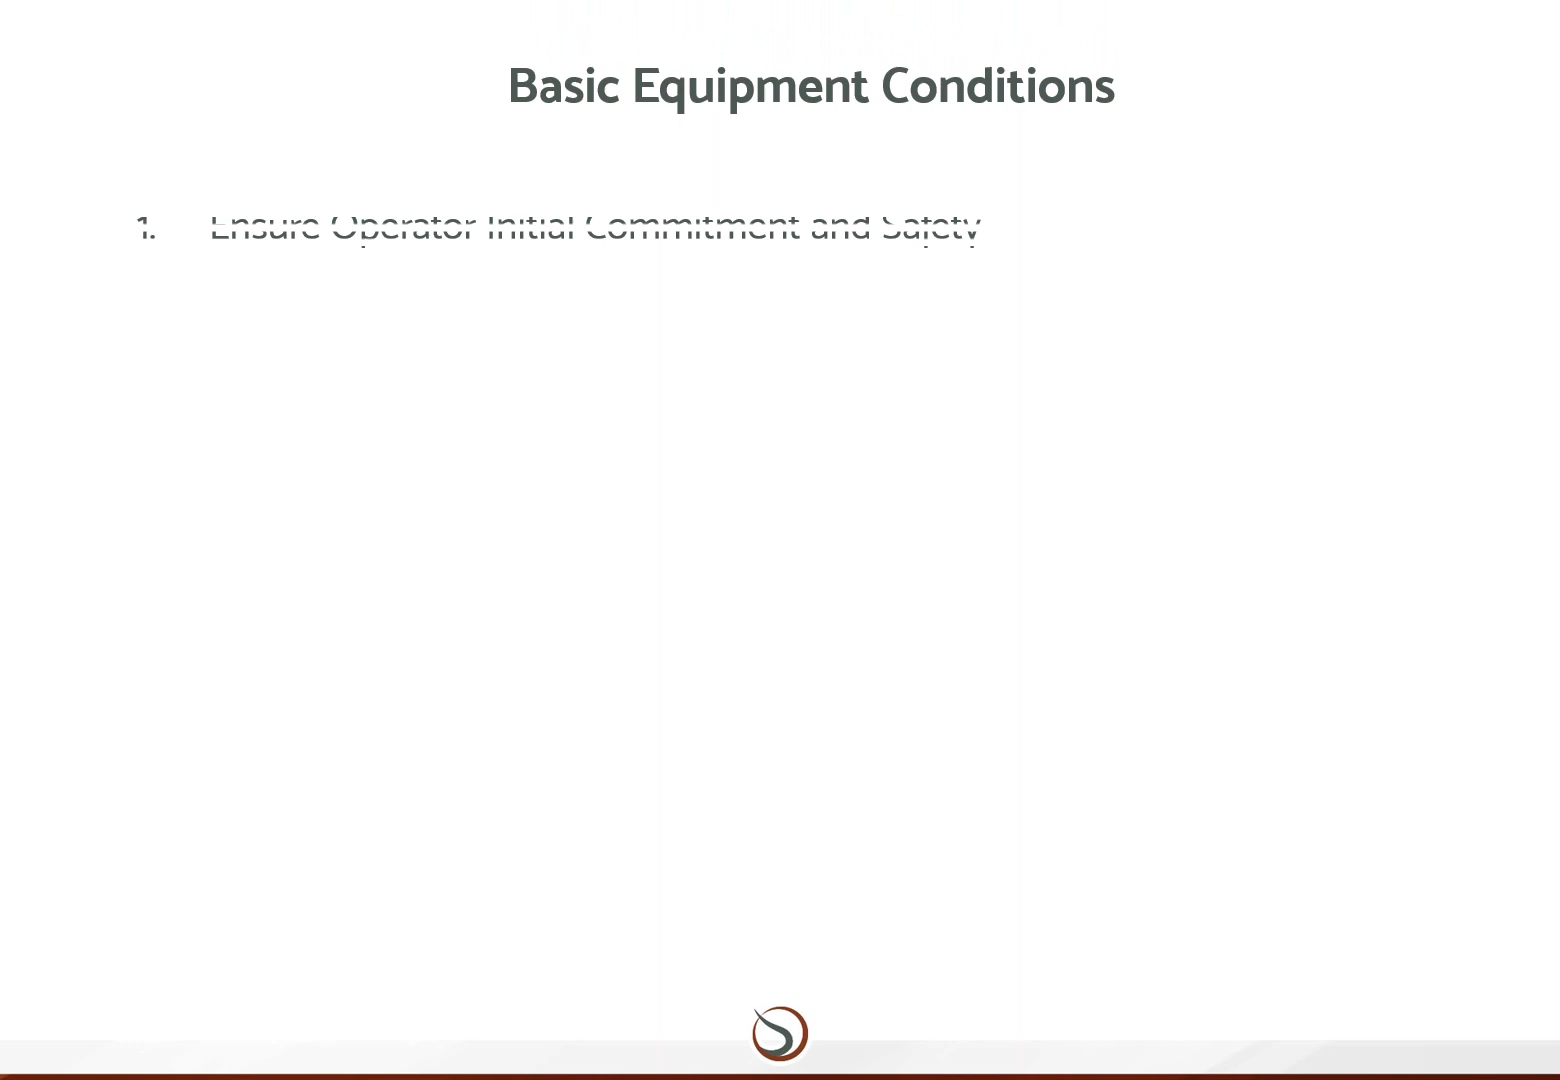 Basic Equipment Conditions
1. Ensure Operator Initial Commitment and Safety